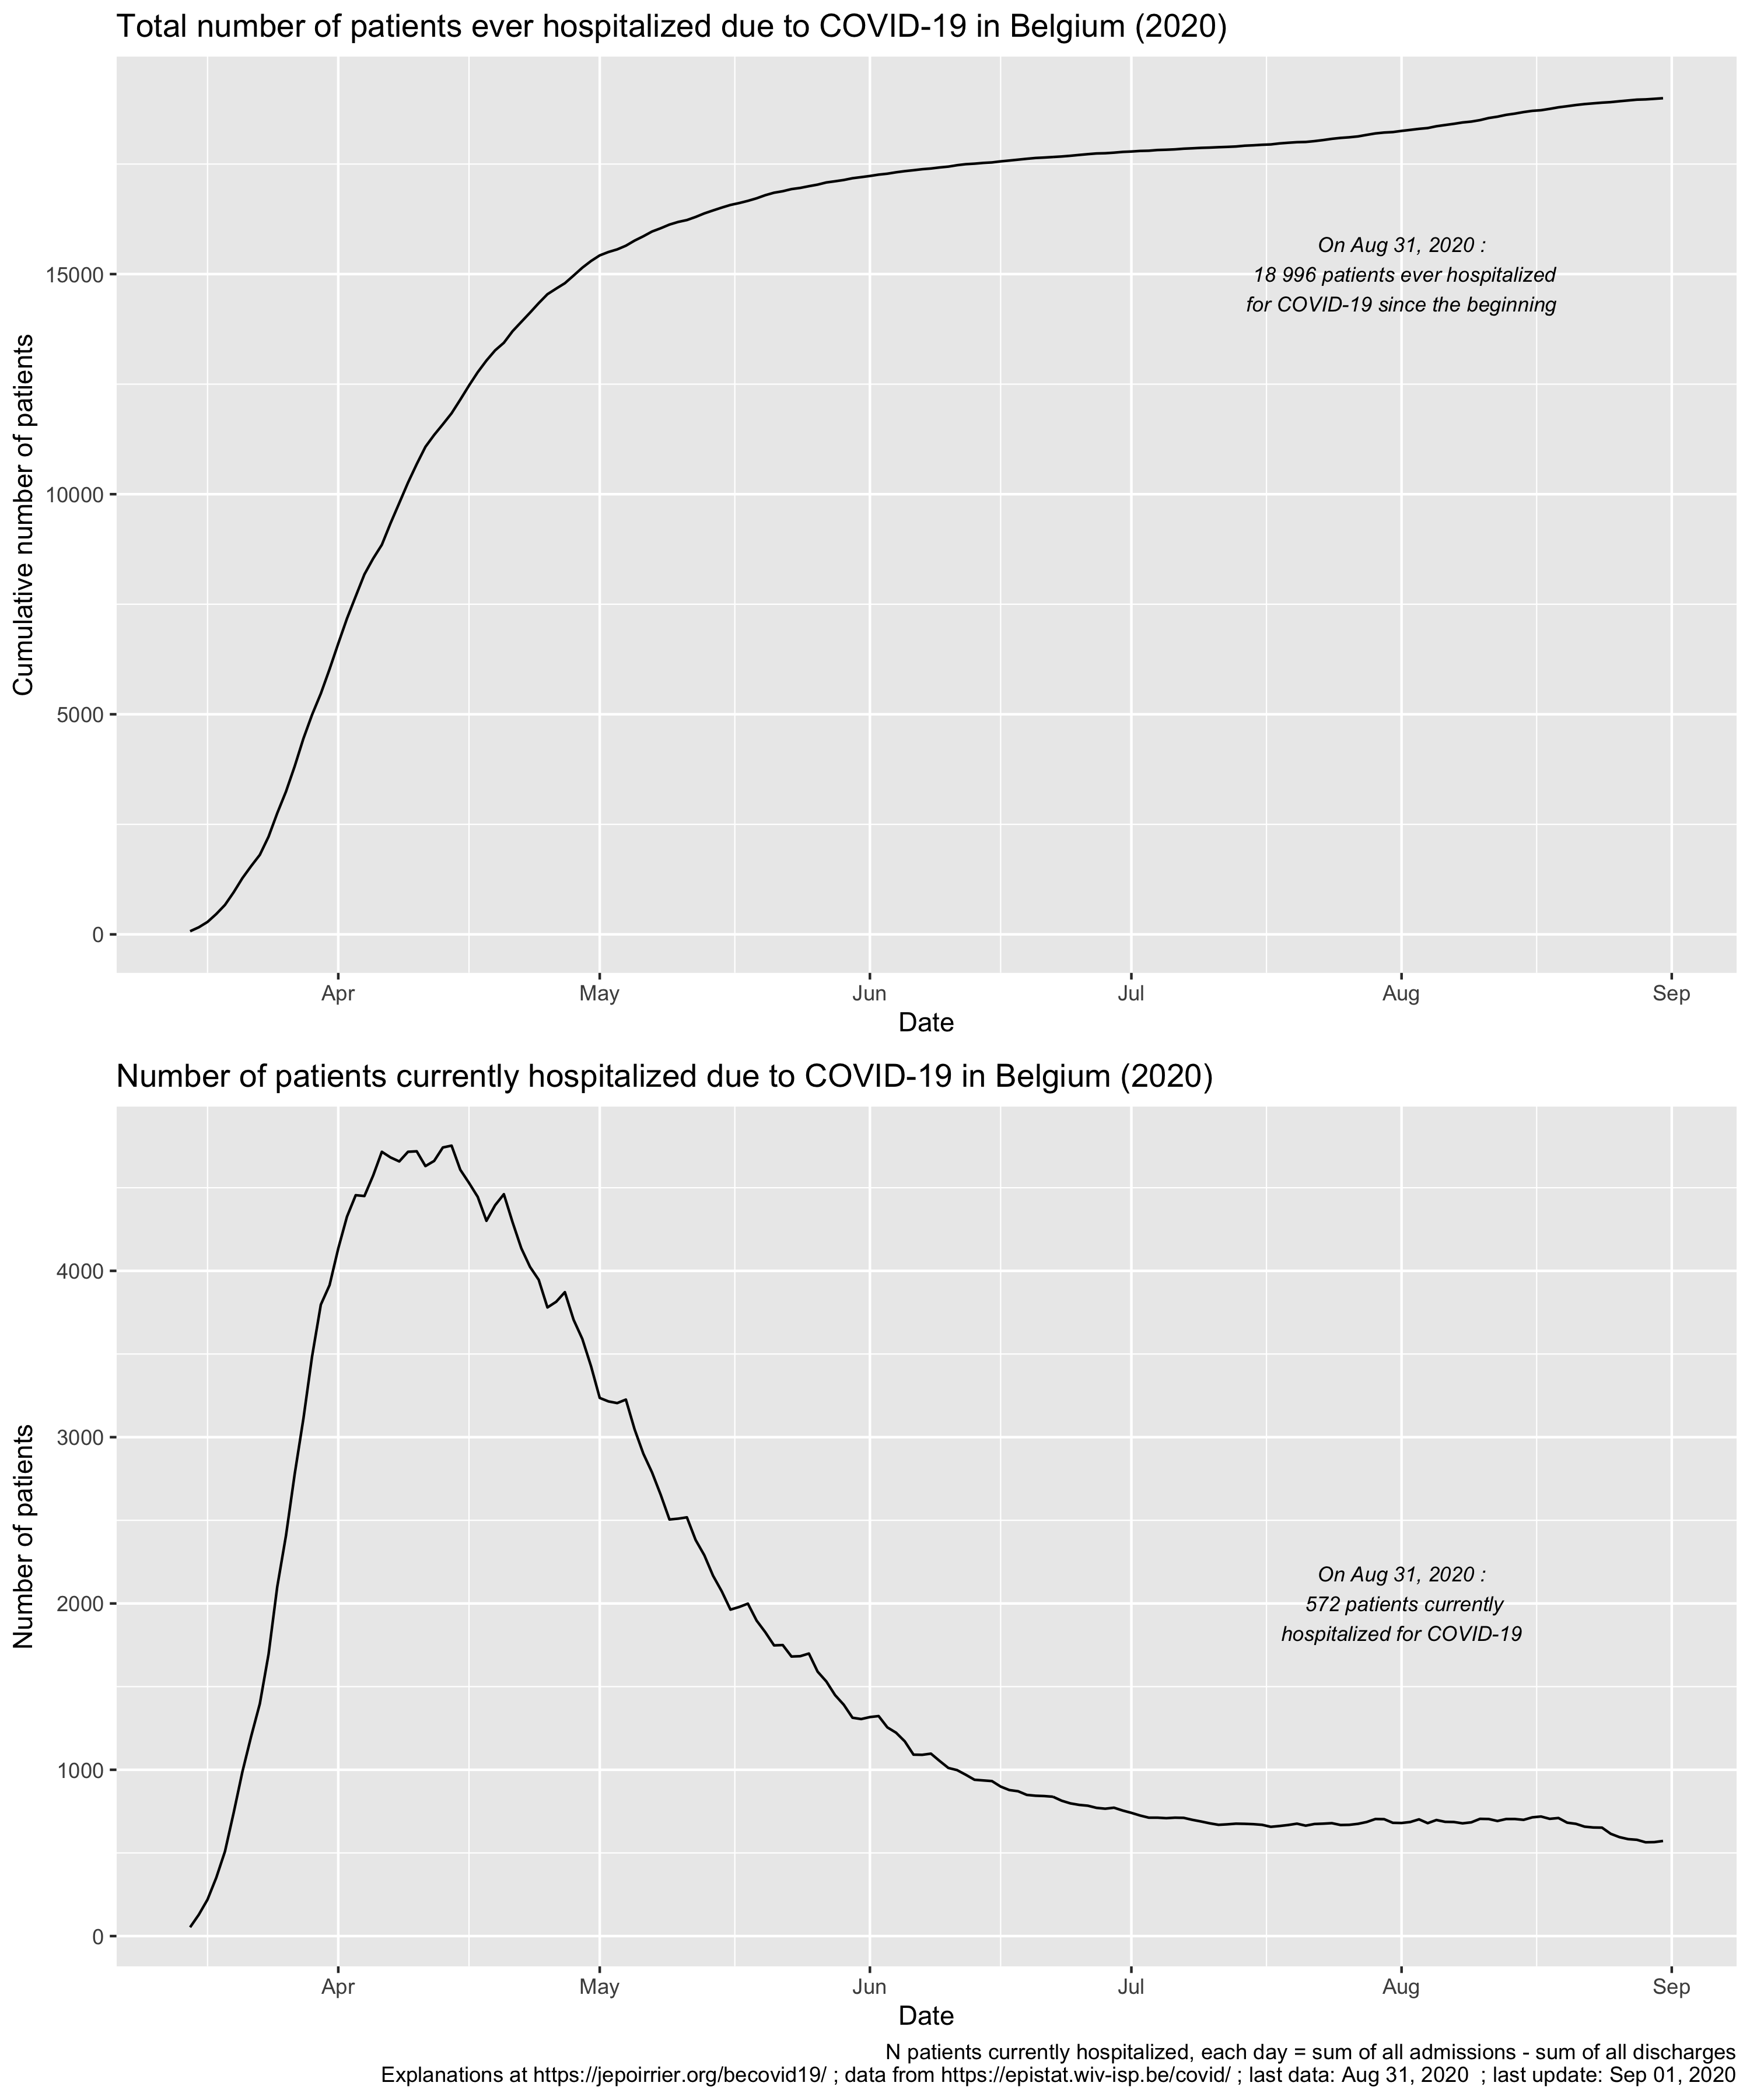 Total number of patients ever hospitalized due to COVID-19 in Belgium (2020)
Cumulative number of patients
15000
10000
5000
0
On Aug 31, 2020 :
18 996 patients ever hospitalized
for COVID-19 since the beginning
Apr May Jun Jul Aug Sep
Date
Number of patients currently hospitalized due to COVID-19 in Belgium (2020)
Number of patients
4000
3000
2000
1000
0
On Aug 31, 2020 :
572 patients currently
hospitalized for COVID-19
Apr May Jun Jul Aug Sep
Date
N patients currently hospitalized, each day = sum of all admissions - sum of all discharges
Explanations at https://jepoirrier.org/becovid19/ ; data from https://epistat.wiv-isp.be/covid/ ; last data: Aug 31, 2020  ; last update: Sep 01, 2020